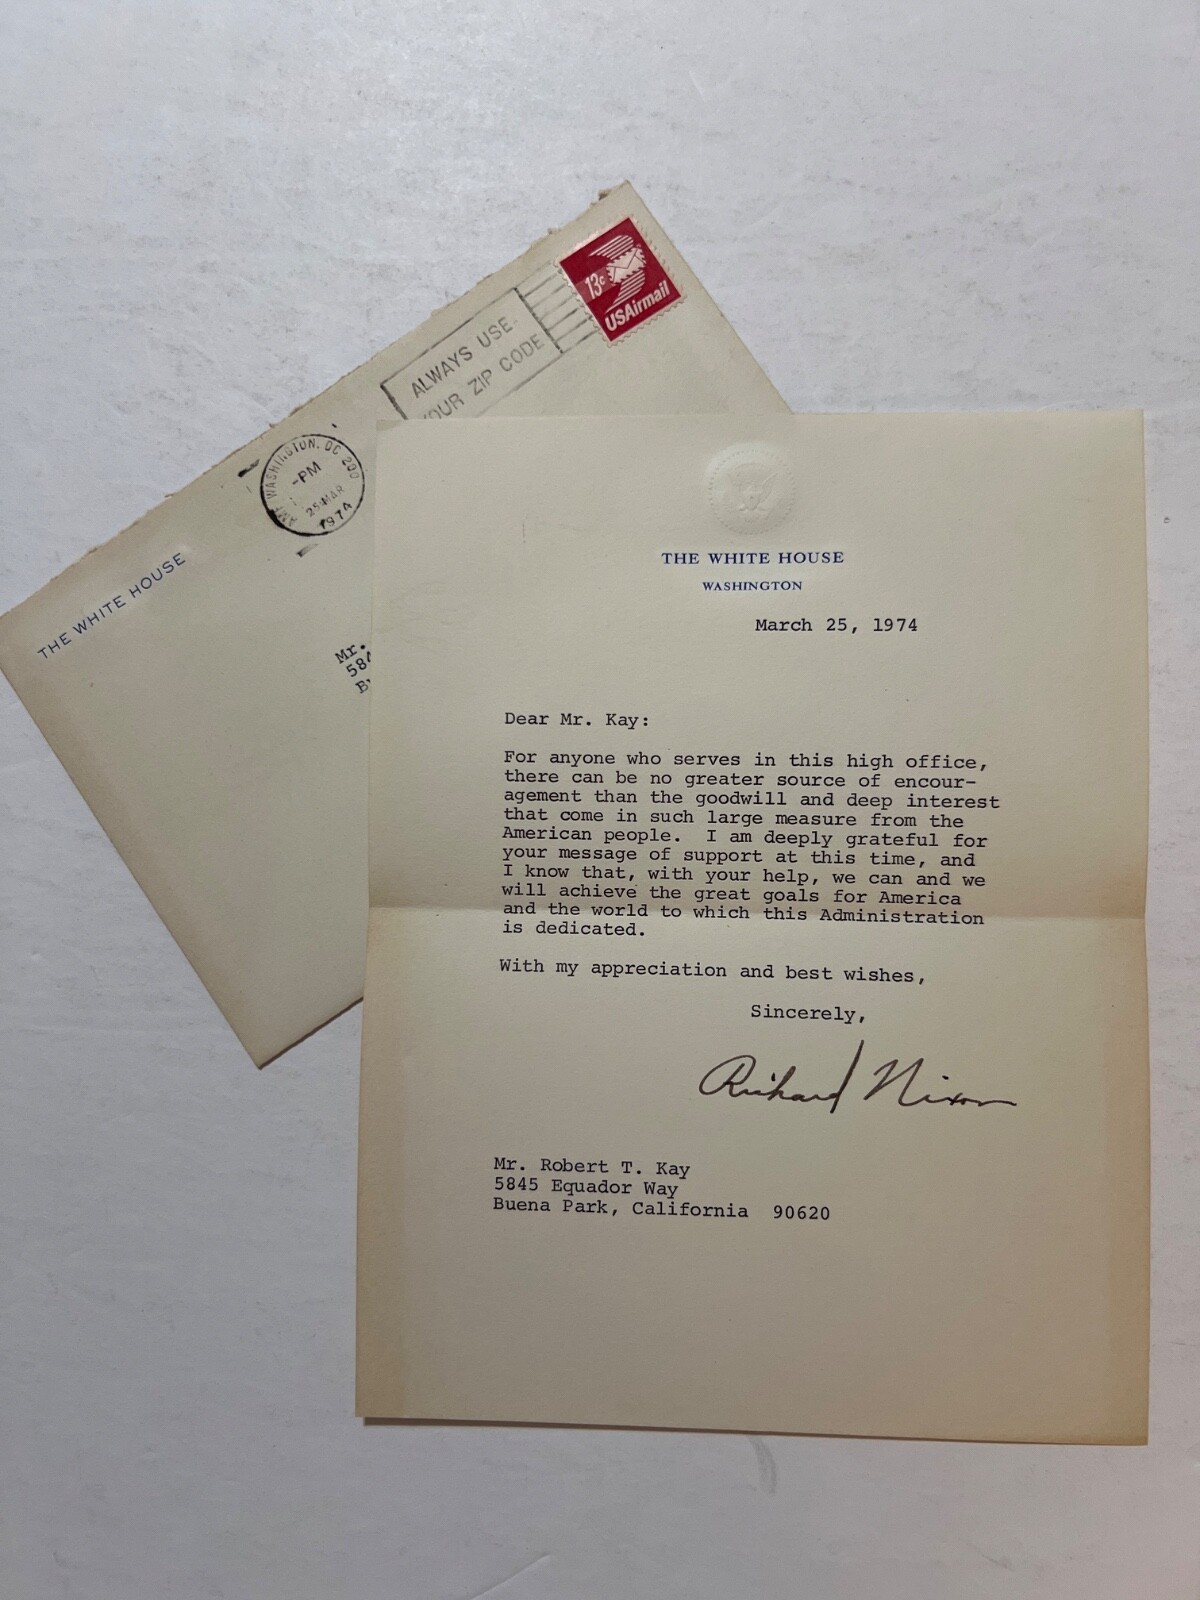 13c
USAirmail
ALWAYS USE
YOUR ZIP CODE
WASHINGTON, DC 200
-PM
25 MAR
1974
THE WHITE HOUSE
Mr.
584
THE WHITE HOUSE
WASHINGTON
March 25, 1974
Dear Mr. Kay:
For anyone who serves in this high office,
there can be no greater source of encour-
agement than the goodwill and deep interest
that come in such large measure from the
American people.  I am deeply grateful for
your message of support at this time, and
I know that, with your help, we can and we
will achieve the great goals for America
and the world to which this Administration
is dedicated.
With my appreciation and best wishes,
Sincerely,
Richard Nixon
Mr. Robert T. Kay
5845 Equador Way
Buena Park, California  90620